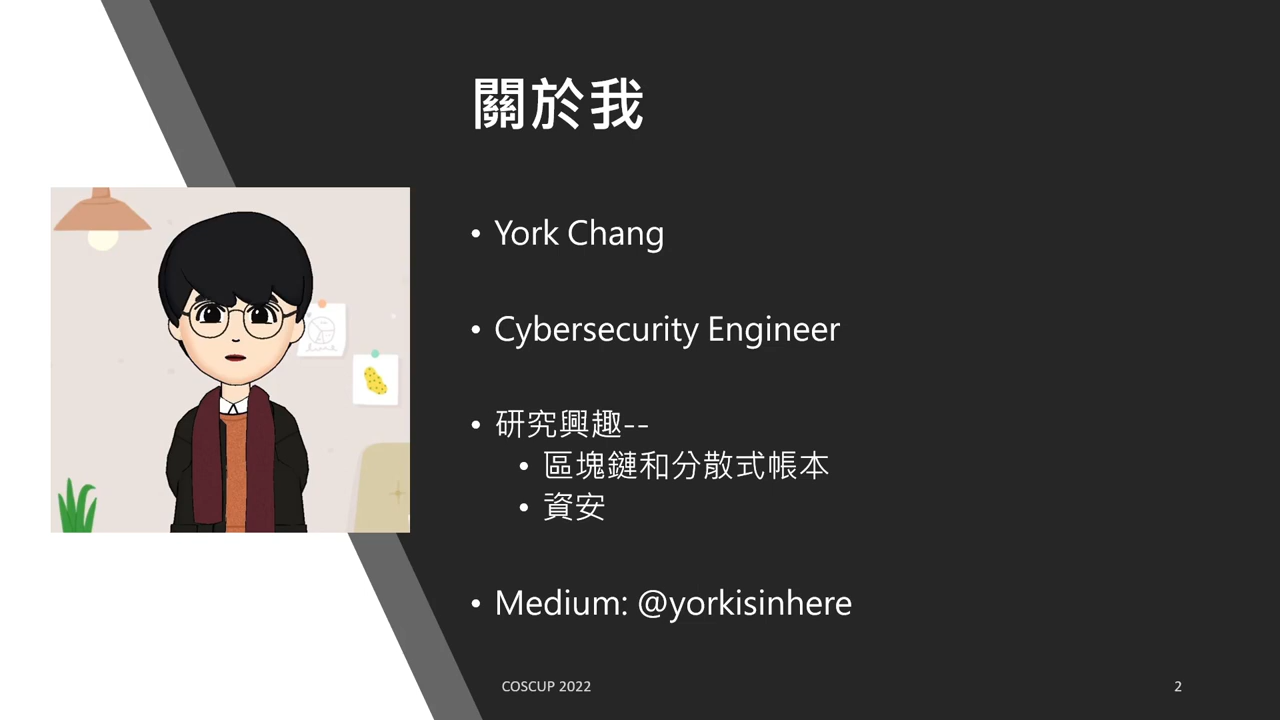 關於我
• York Chang
• Cybersecurity Engineer
• 研究興趣--
• 區塊鏈和分散式帳本
• 資安
• Medium: @yorkisinhere
COSCUP 2022
2